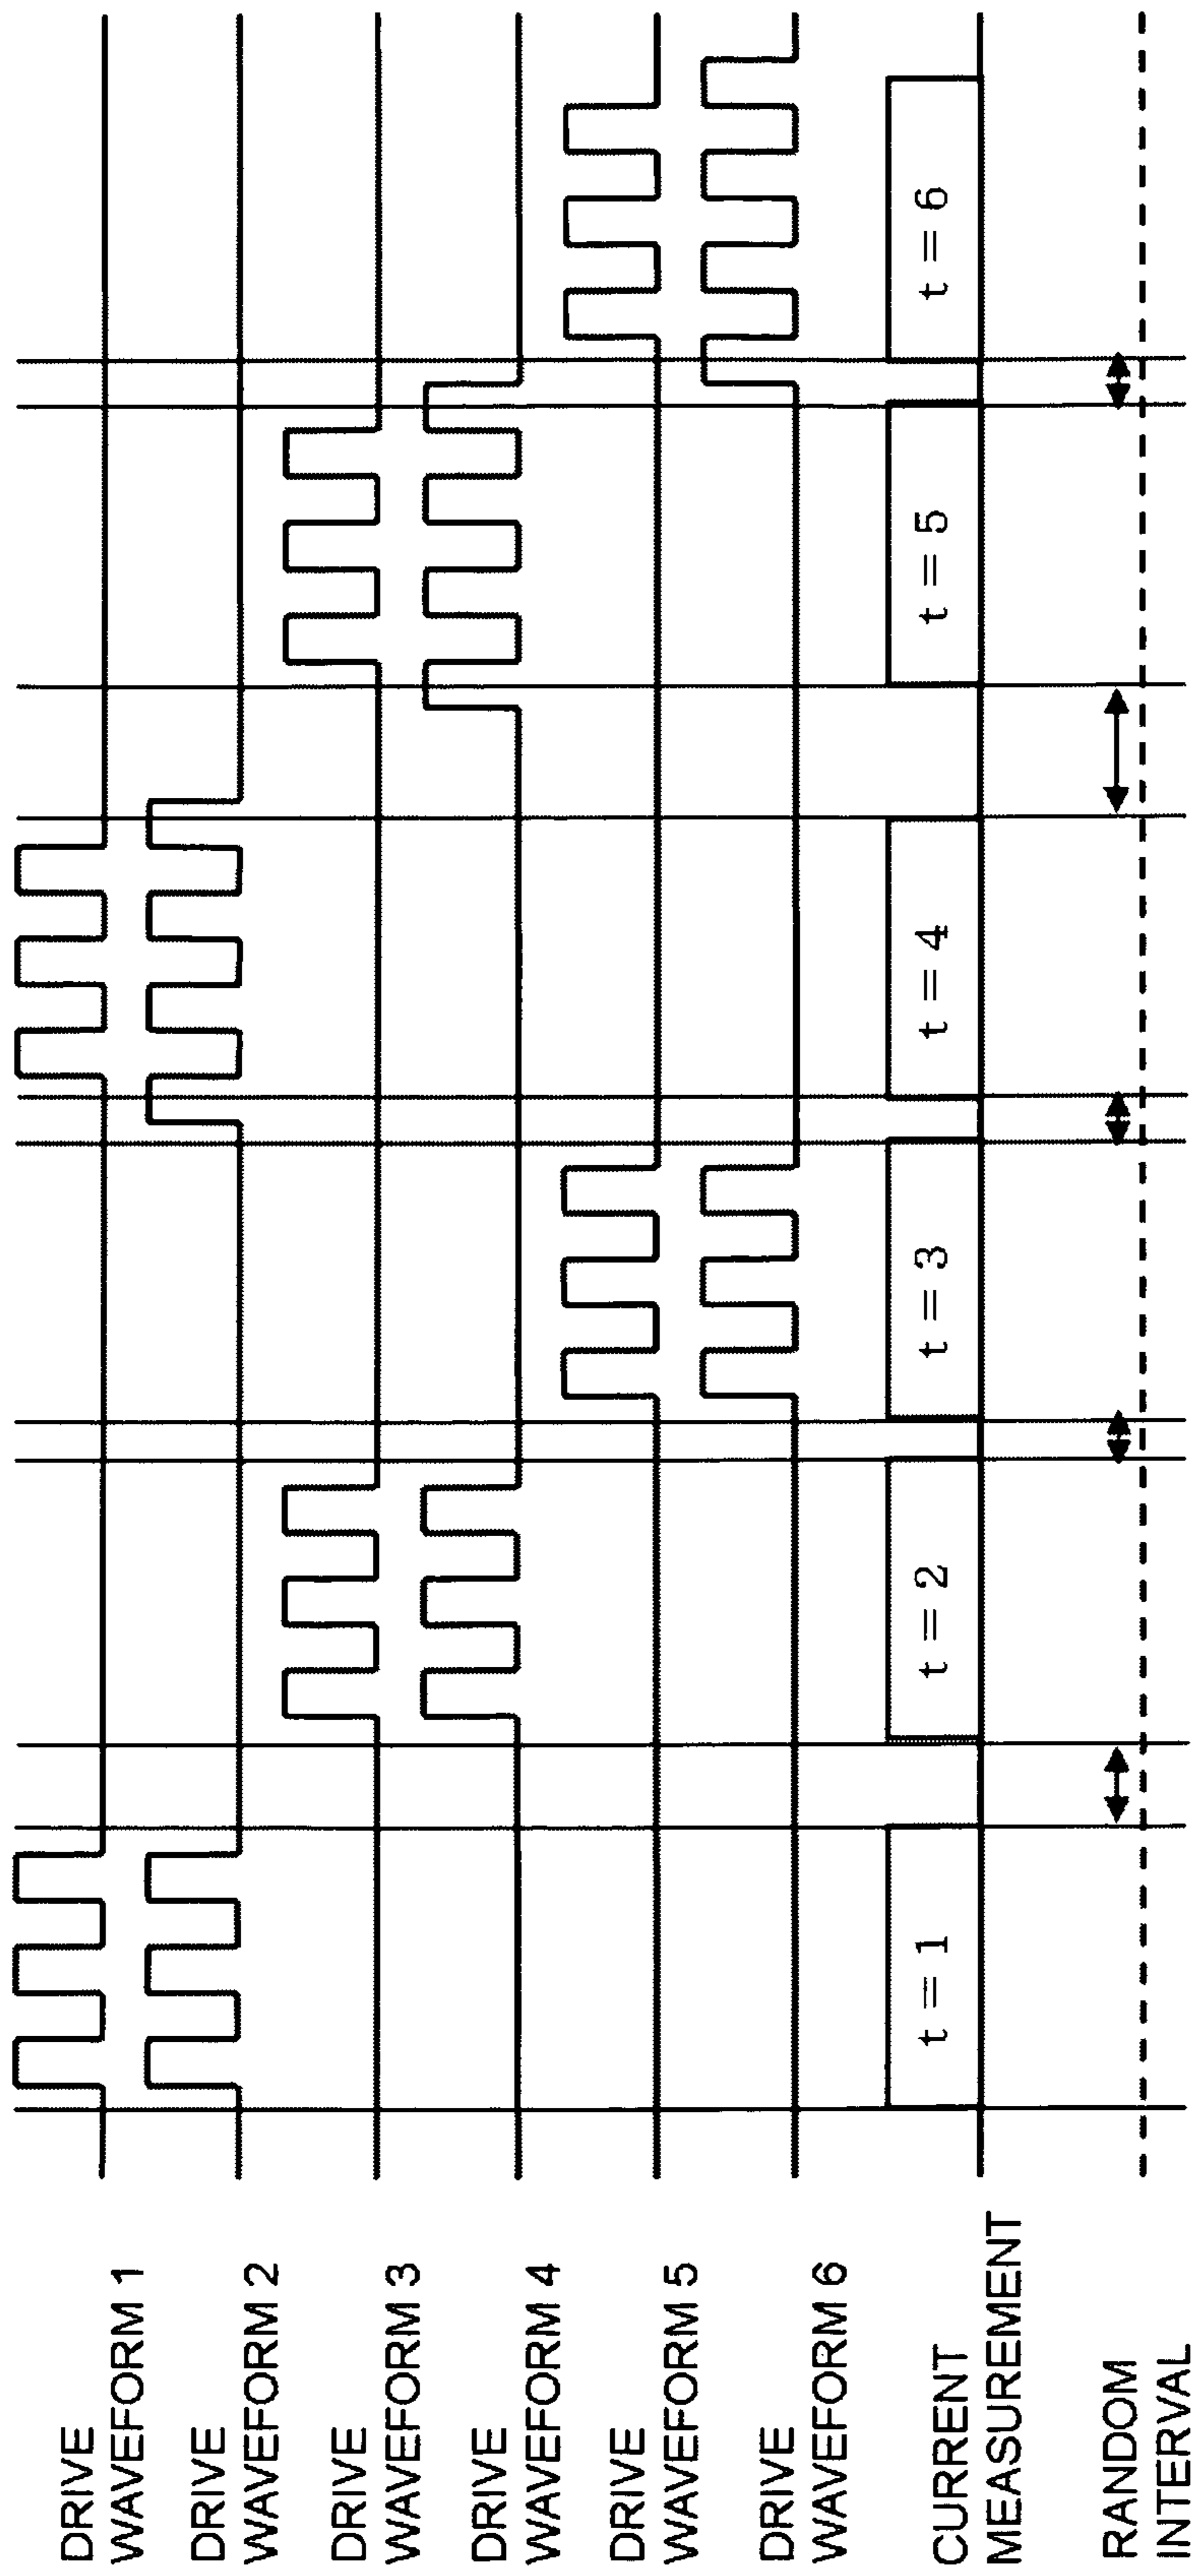 DRIVE
WAVEFORM 1
DRIVE
WAVEFORM 2
DRIVE
WAVEFORM 3
DRIVE
WAVEFORM 4
DRIVE
WAVEFORM 5
DRIVE
WAVEFORM 6
CURRENT
MEASUREMENT
t = 1
t = 2
t = 3
t = 4
t = 5
t = 6
RANDOM
INTERVAL